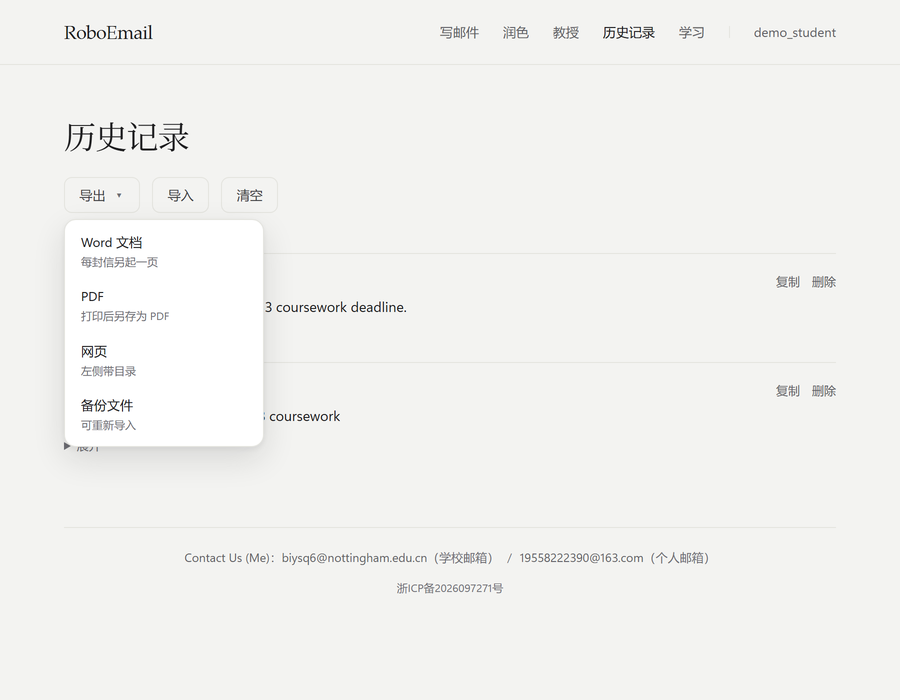 RoboEmail 写邮件 润色 教授 历史记录 学习 demo_student
历史记录
导出 ▾ 导入 清空
Word 文档
每封信另起一页
复制 删除
PDF
3 coursework deadline.
打印后另存为 PDF
网页
左侧带目录
复制 删除
备份文件
coursework
可重新导入
展开
Contact Us (Me)：biysq6@nottingham.edu.cn（学校邮箱） / 19558222390@163.com（个人邮箱）
浙ICP备2026097271号